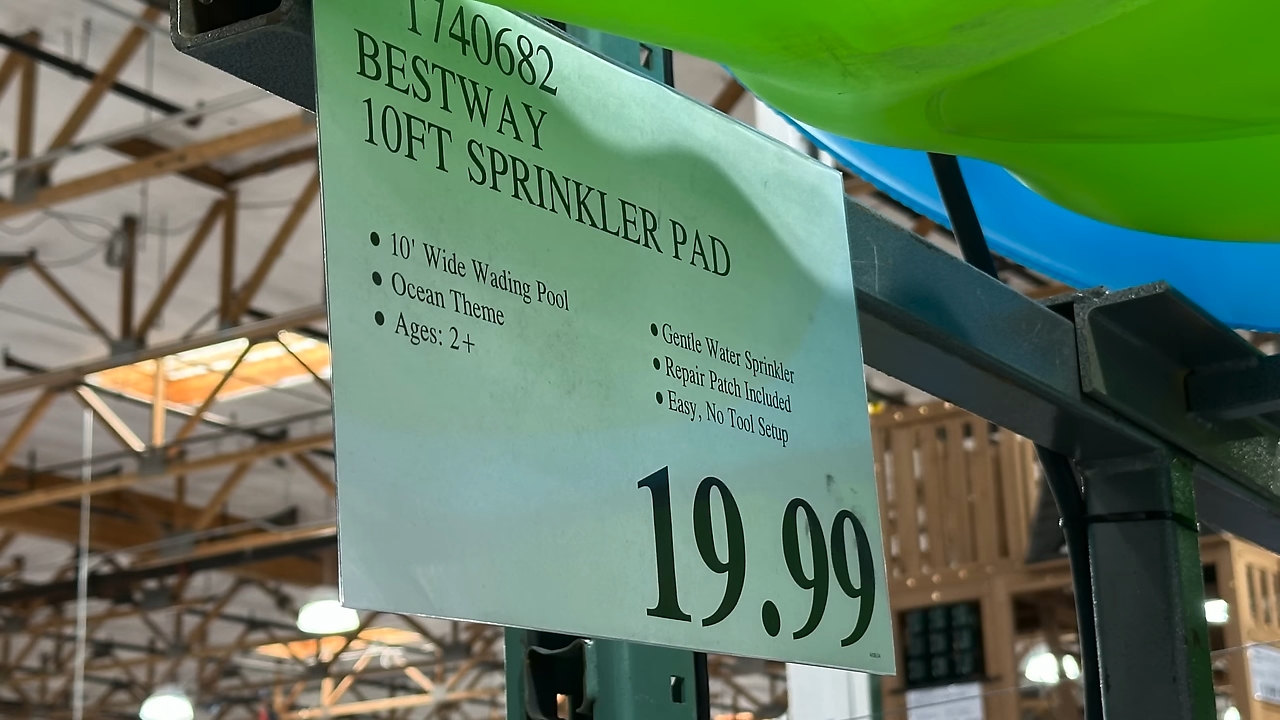 1740682
BESTWAY
10FT SPRINKLER PAD
• 10' Wide Wading Pool
• Ocean Theme
• Ages: 2+
• Gentle Water Sprinkler
• Repair Patch Included
• Easy, No Tool Setup
19.99